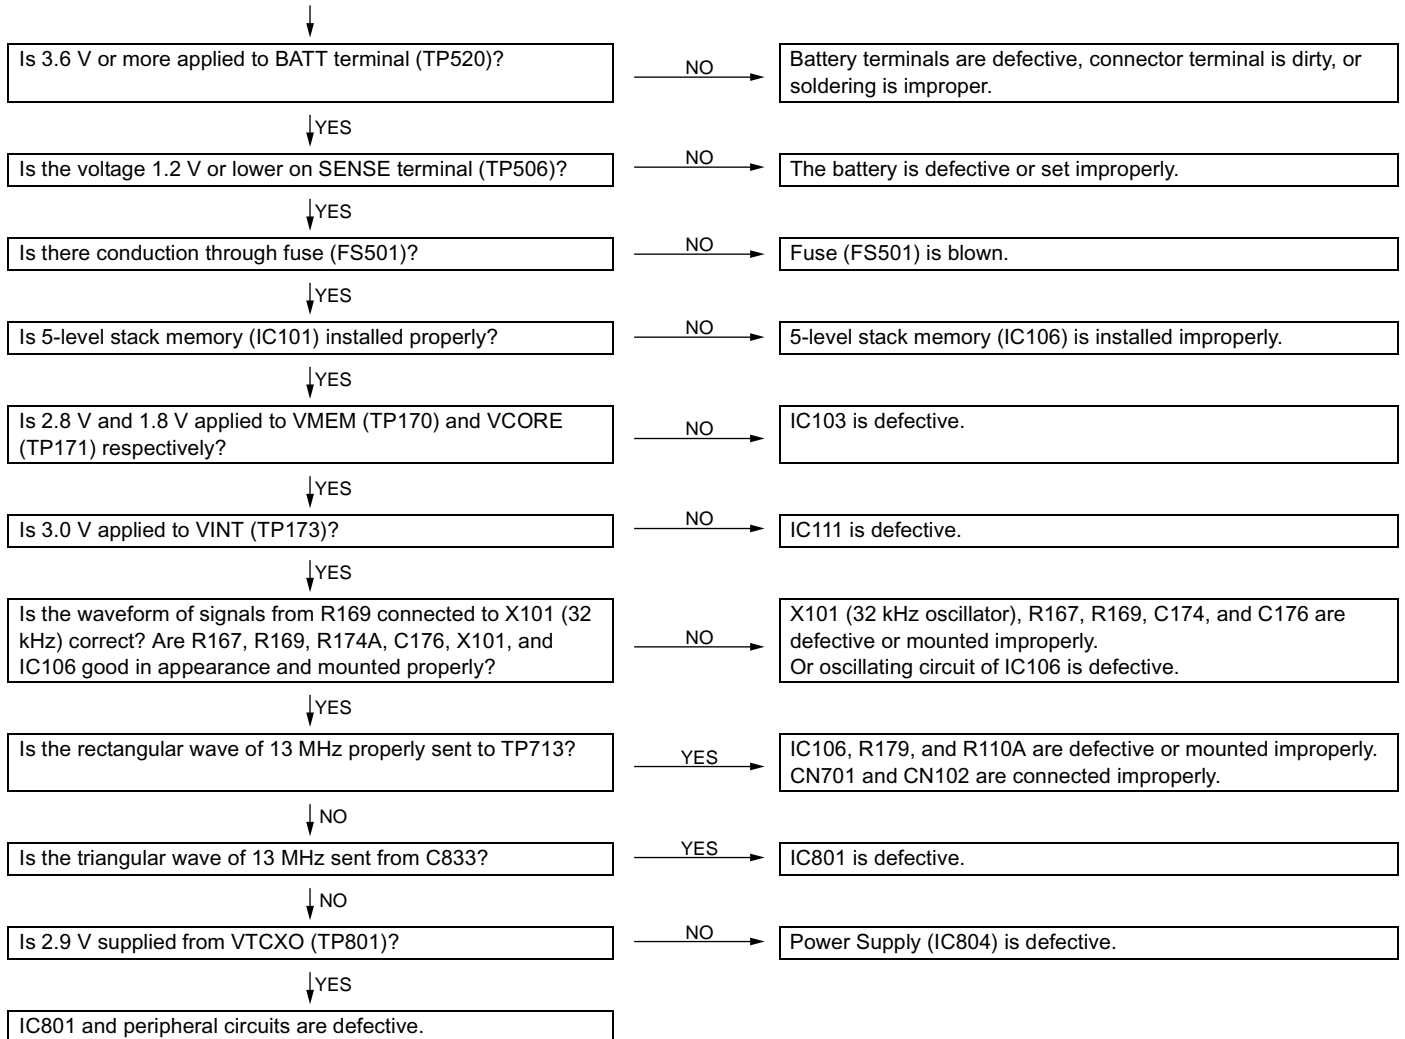 Is 3.6 V or more applied to BATT terminal (TP520)?
NO
Battery terminals are defective, connector terminal is dirty, or
soldering is improper.
YES
Is the voltage 1.2 V or lower on SENSE terminal (TP506)?
NO
The battery is defective or set improperly.
YES
Is there conduction through fuse (FS501)?
NO
Fuse (FS501) is blown.
YES
Is 5-level stack memory (IC101) installed properly?
NO
5-level stack memory (IC106) is installed improperly.
YES
Is 2.8 V and 1.8 V applied to VMEM (TP170) and VCORE
(TP171) respectively?
NO
IC103 is defective.
YES
Is 3.0 V applied to VINT (TP173)?
NO
IC111 is defective.
YES
Is the waveform of signals from R169 connected to X101 (32
kHz) correct? Are R167, R169, R174A, C176, X101, and
IC106 good in appearance and mounted properly?
NO
X101 (32 kHz oscillator), R167, R169, C174, and C176 are
defective or mounted improperly.
Or oscillating circuit of IC106 is defective.
YES
Is the rectangular wave of 13 MHz properly sent to TP713?
YES
IC106, R179, and R110A are defective or mounted improperly.
CN701 and CN102 are connected improperly.
NO
Is the triangular wave of 13 MHz sent from C833?
YES
IC801 is defective.
NO
Is 2.9 V supplied from VTCXO (TP801)?
NO
Power Supply (IC804) is defective.
YES
IC801 and peripheral circuits are defective.